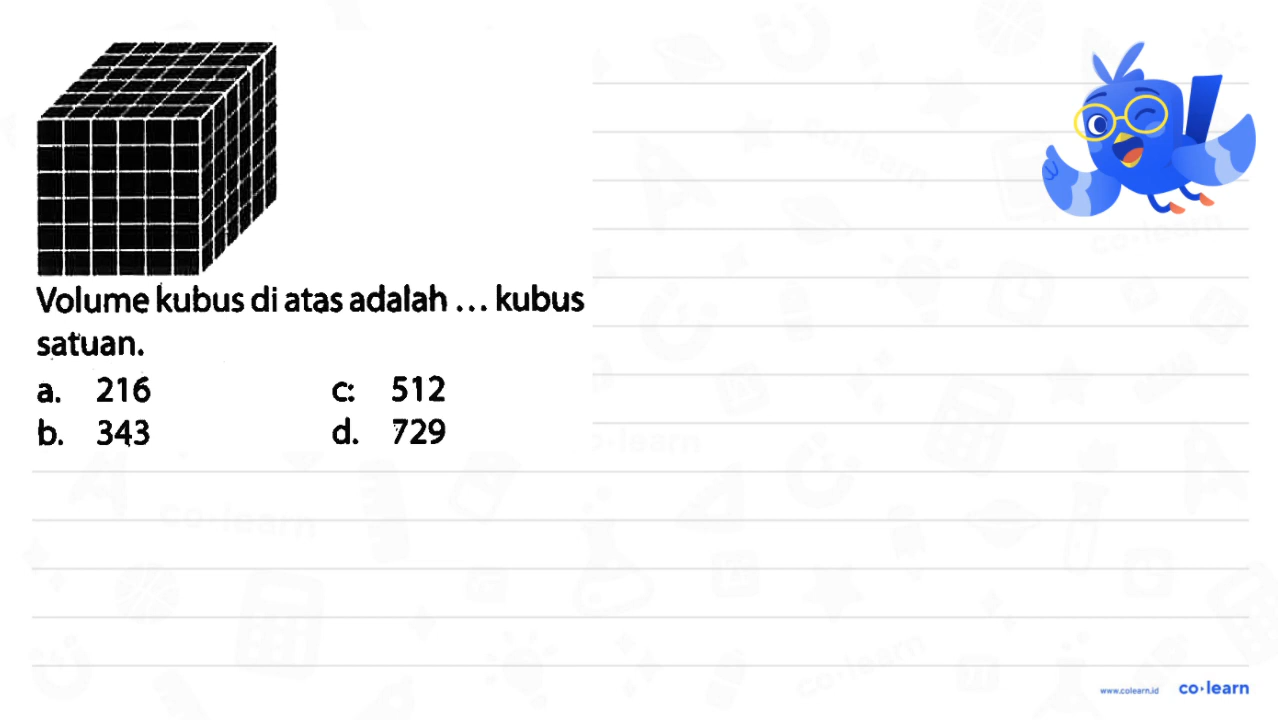 Volume kubus di atas adalah ... kubus
satuan.
a. 216 c: 512
b. 343 d. 729
www.colearn.id co·learn